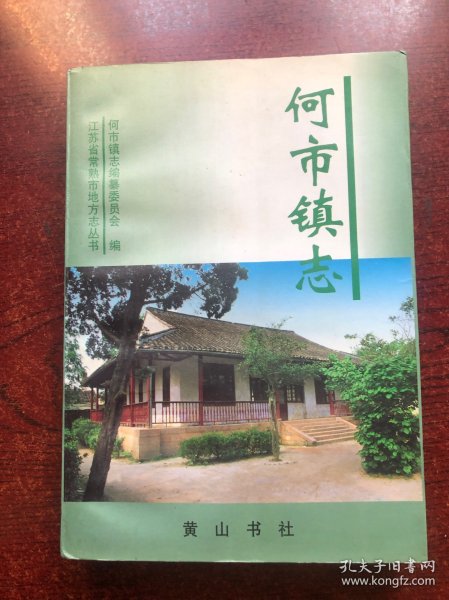 何市镇志
何市镇志编纂委员会 编
江苏省常熟市地方志丛书
黄山书社
孔夫子旧书网
www.kongfz.com